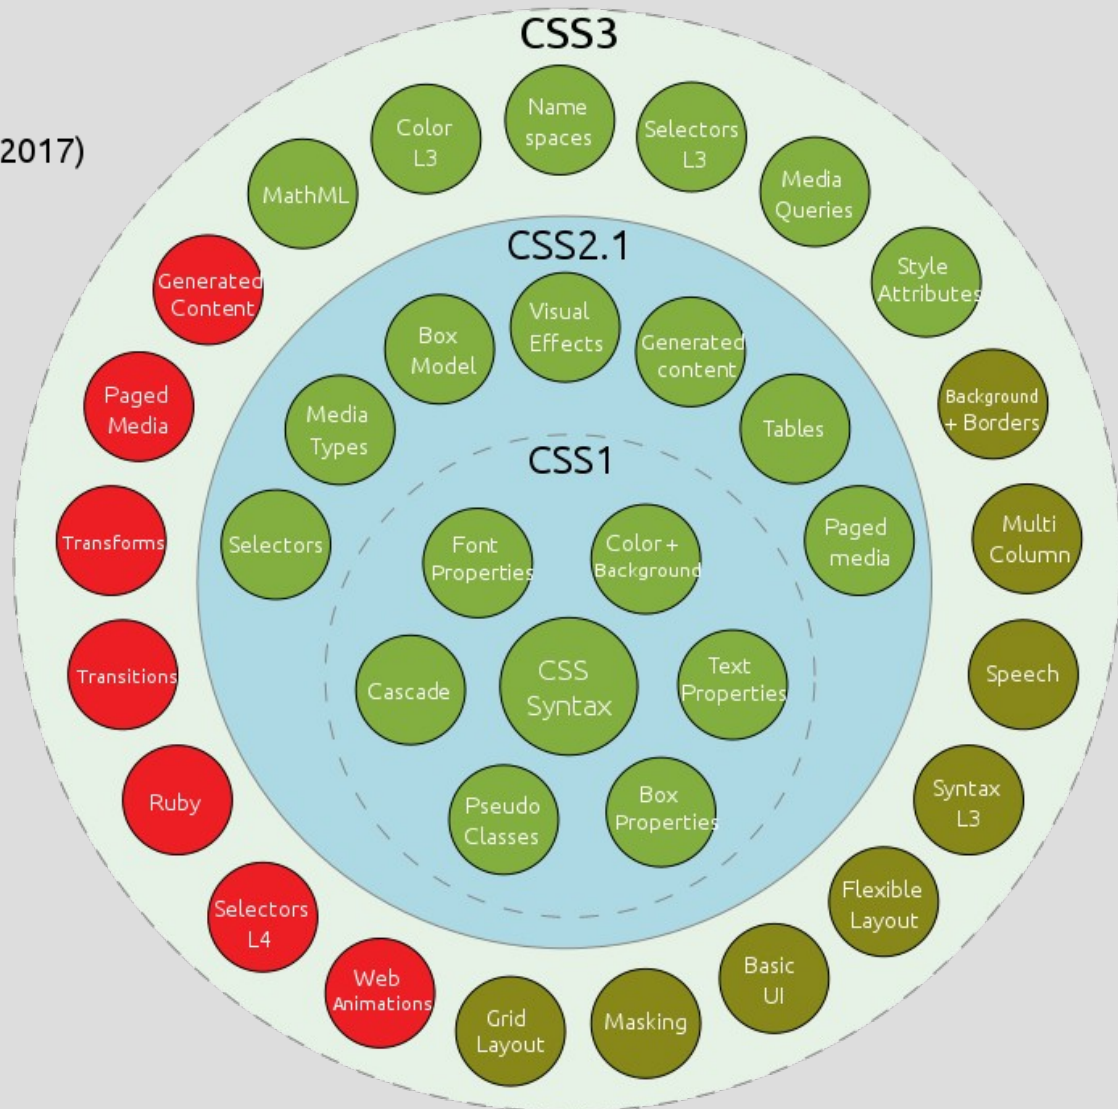 CSS3
2017)
Name
spaces
Color
L3
Selectors
L3
MathML
Media
Queries
Generated
Content
Style
Attributes
Paged
Media
Background
+ Borders
Transforms
Multi
Column
Transitions
Speech
Ruby
Syntax
L3
Selectors
L4
Flexible
Layout
Web
Animations
Grid
Layout
Masking
Basic
UI
CSS2.1
Visual
Effects
Box
Model
Generated
content
Media
Types
Tables
Selectors
Paged
media
CSS1
Font
Properties
Color +
Background
Cascade
CSS
Syntax
Text
Properties
Pseudo
Classes
Box
Properties